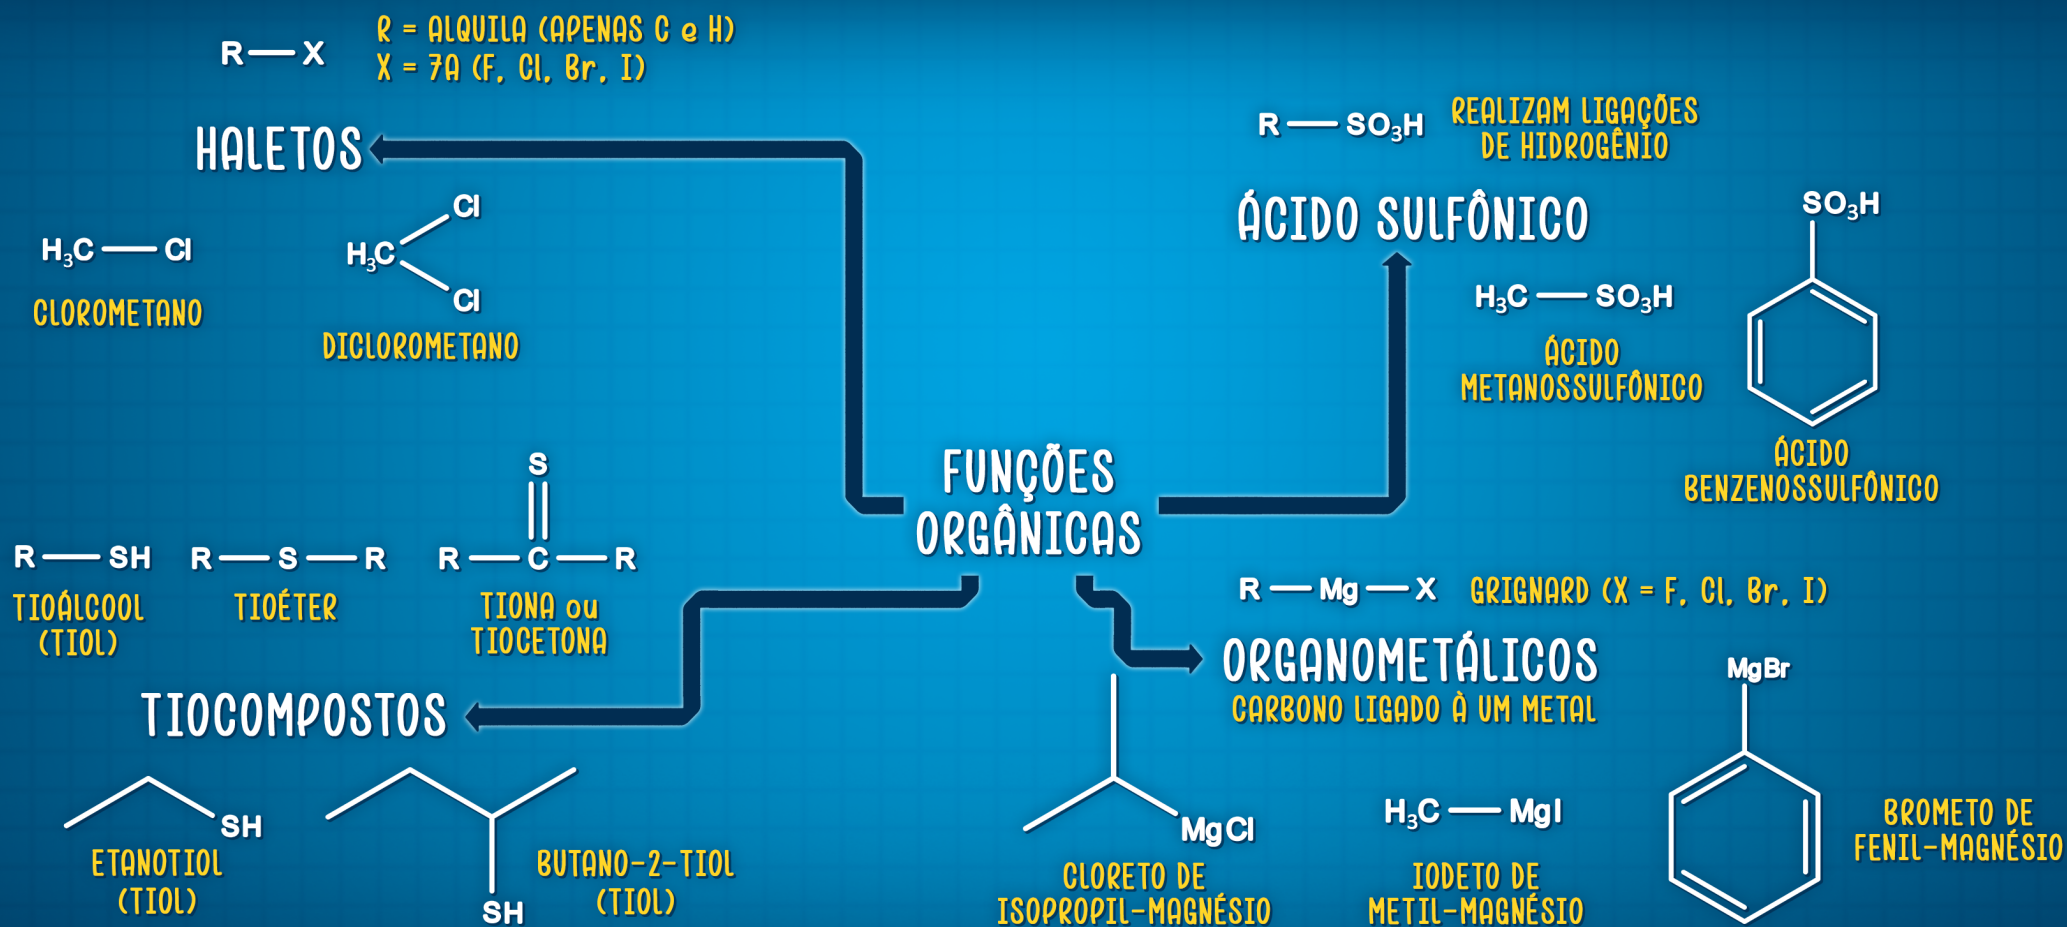 R — X
R = ALQUILA (APENAS C e H)
X = 7A (F, Cl, Br, I)
HALETOS
H₃C — Cl
CLOROMETANO
Cl
H₃C
Cl
DICLOROMETANO
R — SO₃H
REALIZAM LIGAÇÕES
DE HIDROGÊNIO
ÁCIDO SULFÔNICO
H₃C — SO₃H
ÁCIDO
METANOSSULFÔNICO
SO₃H
ÁCIDO
BENZENOSSULFÔNICO
FUNÇÕES
ORGÂNICAS
R — SH
TIOÁLCOOL
(TIOL)
R — S — R
TIOÉTER
S
R — C — R
TIONA ou
TIOCETONA
TIOCOMPOSTOS
SH
ETANOTIOL
(TIOL)
SH
BUTANO-2-TIOL
(TIOL)
R — Mg — X
GRIGNARD (X = F, Cl, Br, I)
ORGANOMETÁLICOS
CARBONO LIGADO À UM METAL
MgCl
CLORETO DE
ISOPROPIL-MAGNÉSIO
H₃C — MgI
IODETO DE
METIL-MAGNÉSIO
MgBr
BROMETO DE
FENIL-MAGNÉSIO